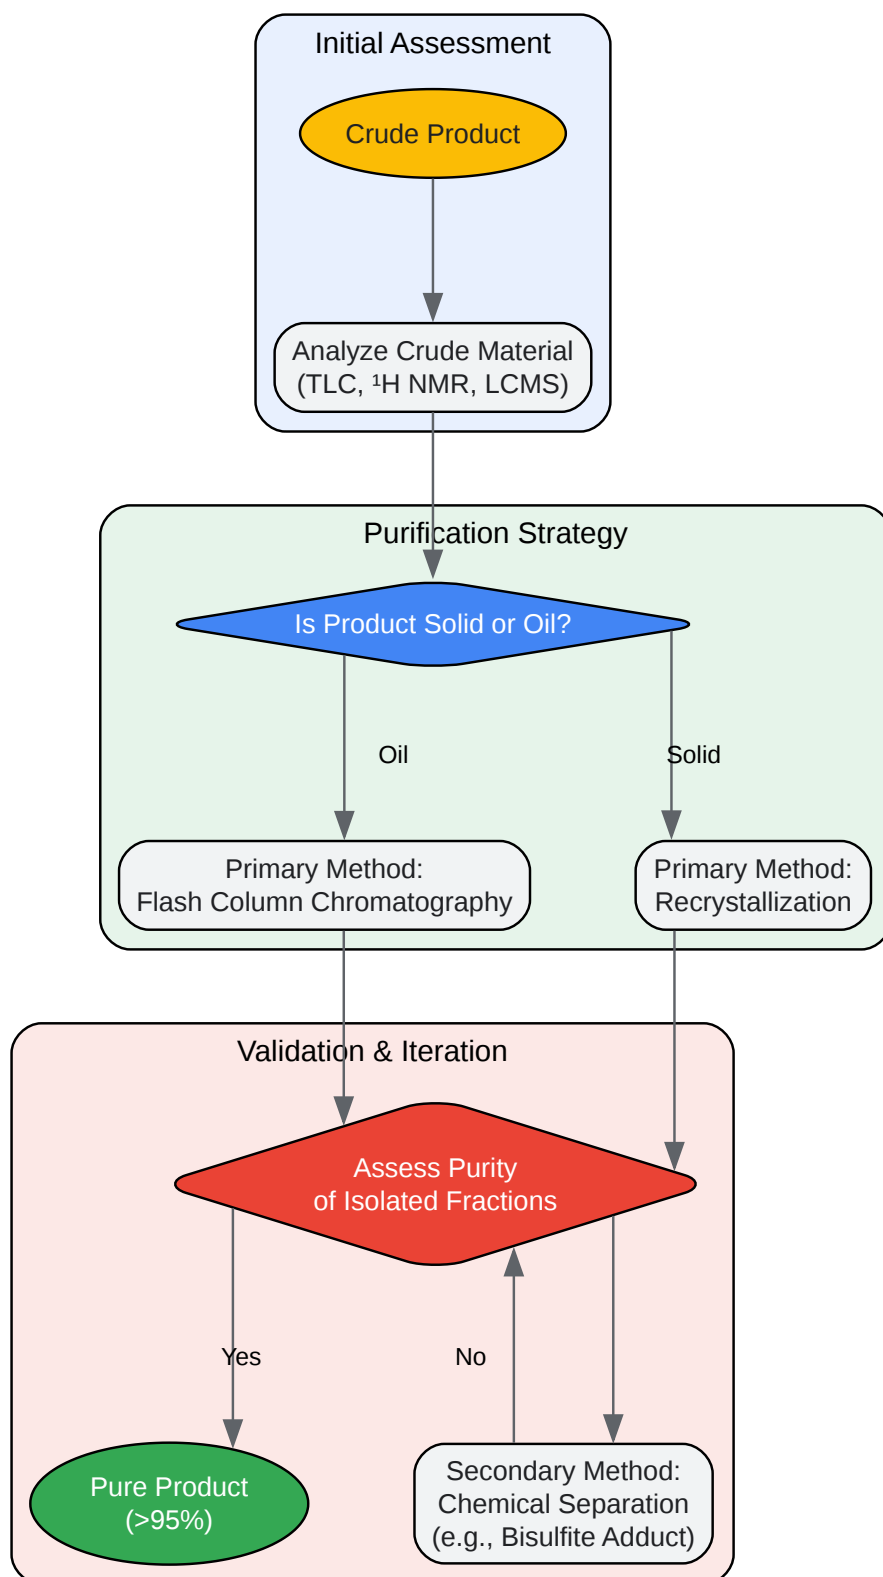 Initial Assessment
Crude Product
Analyze Crude Material
(TLC, ¹H NMR, LCMS)
Purification Strategy
Is Product Solid or Oil?
Oil
Solid
Primary Method:
Flash Column Chromatography
Primary Method:
Recrystallization
Validation & Iteration
Assess Purity
of Isolated Fractions
Yes
No
Pure Product
(>95%)
Secondary Method:
Chemical Separation
(e.g., Bisulfite Adduct)